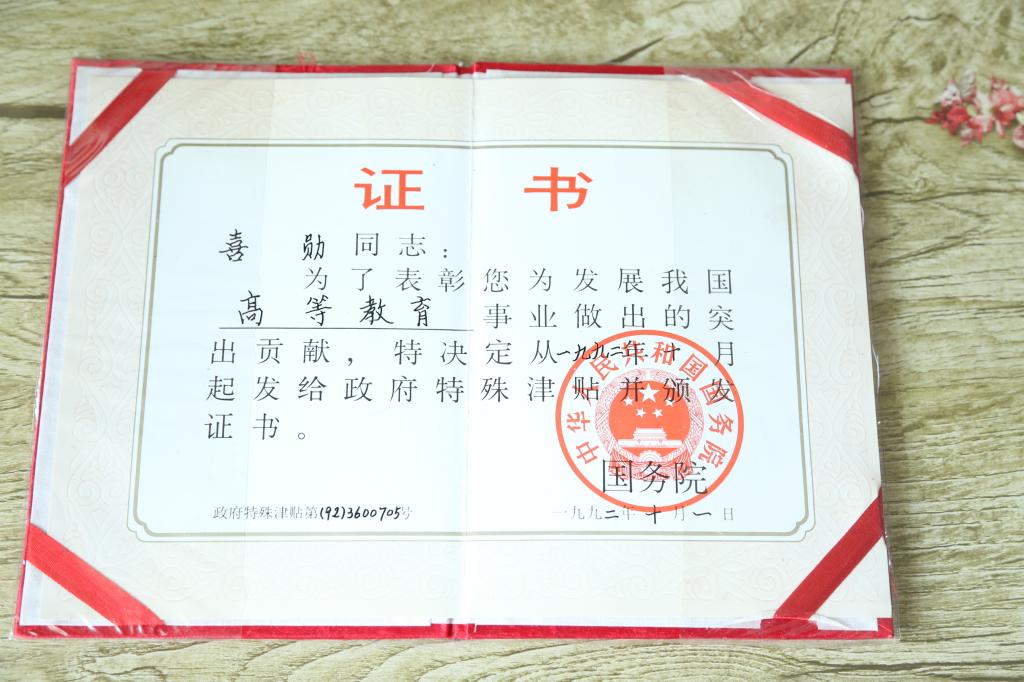 证 书
喜 勋 同志：
为了表彰您为发展我国
高等教育 事业做出的突
出贡献，特决定从一九九二年 十 月
起发给政府特殊津贴并颁发
证书。
中华人民共和国国务院
国务院
政府特殊津贴第(92)3600705号
一九九二年 十 月 一 日